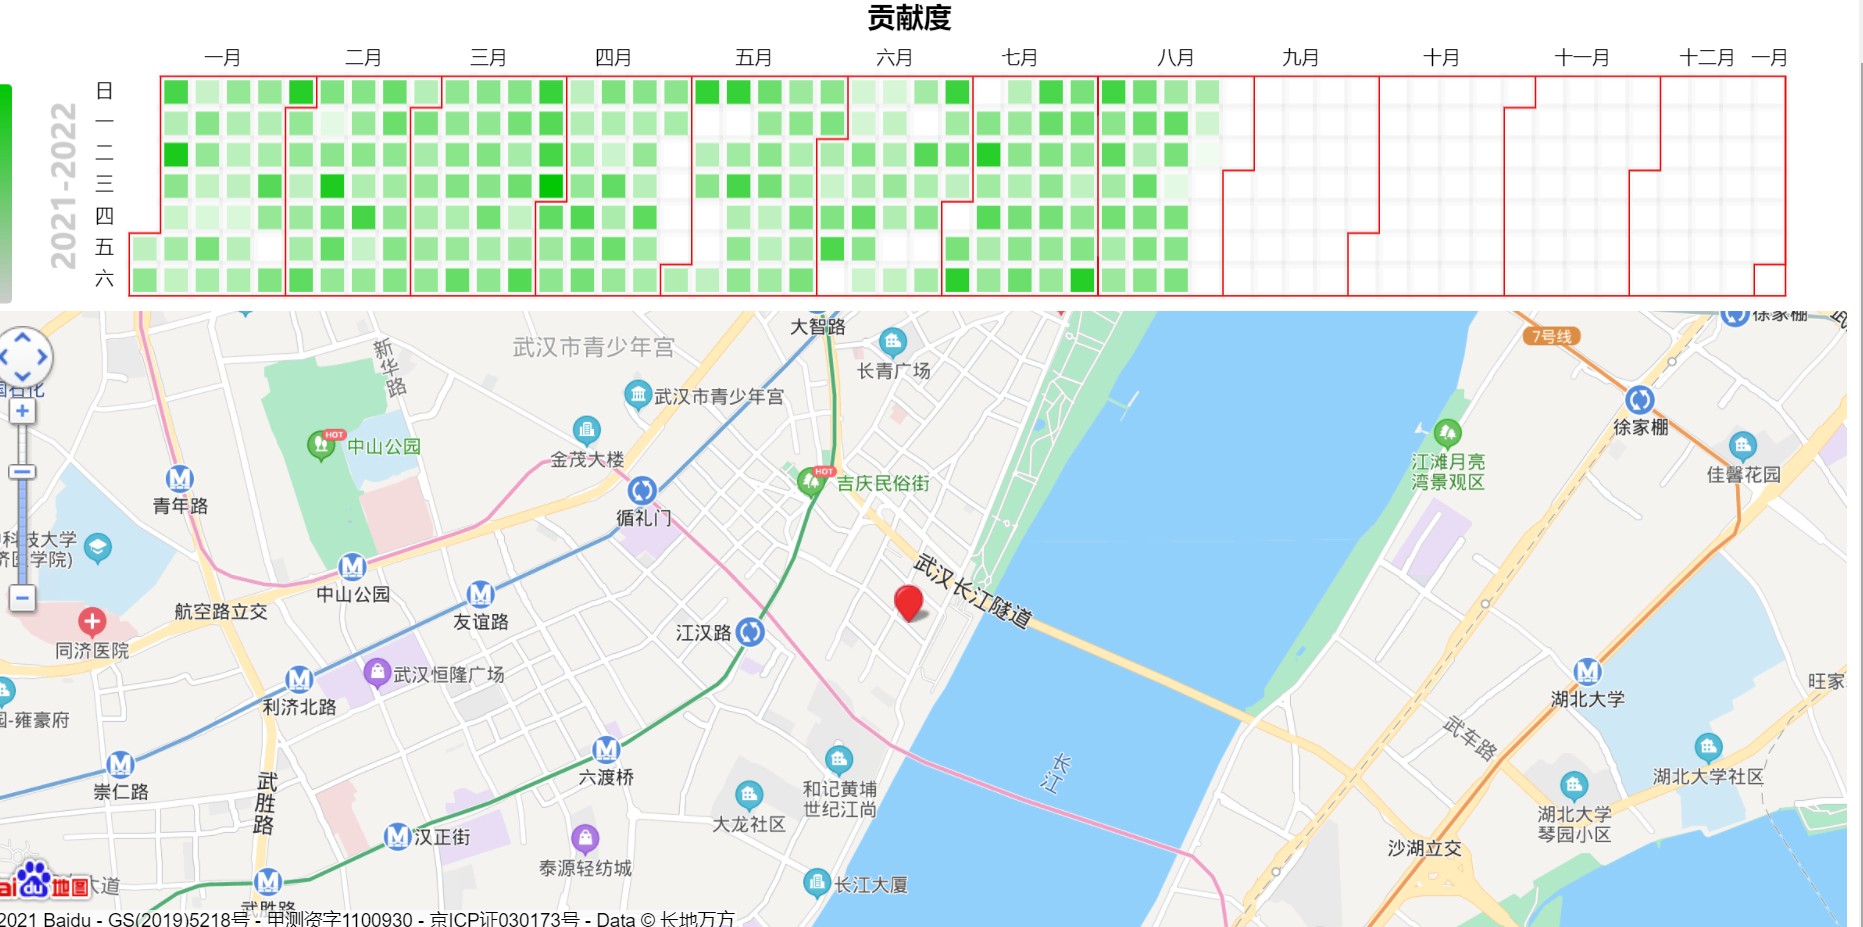 贡献度
一月 二月 三月 四月 五月 六月 七月 八月 九月 十月 十一月 十二月 一月
2021-2022
日
一
二
三
四
五
六
大智路
徐家棚
新华路
武汉市青少年宫
7号线
长青广场
武汉市青少年宫
徐家棚
HOT
中山公园
金茂大楼
江滩月亮
湾景观区
佳馨花园
HOT
吉庆民俗街
青年路
循礼门
科技大学
医学院)
武汉长江隧道
中山公园
航空路立交
友谊路
江汉路
同济医院
武汉恒隆广场
旺家
湖北大学
利济北路
-雍豪府
武车路
崇仁路
六渡桥
长江
湖北大学社区
和记黄埔
世纪江尚
武胜路
大龙社区
湖北大学
琴园小区
汉正街
沙湖立交
泰源轻纺城
长江大厦
ai du 地图
大道
武胜路
2021 Baidu - GS(2019)5218号 - 甲测资字1100930 - 京ICP证030173号 - Data © 长地万方